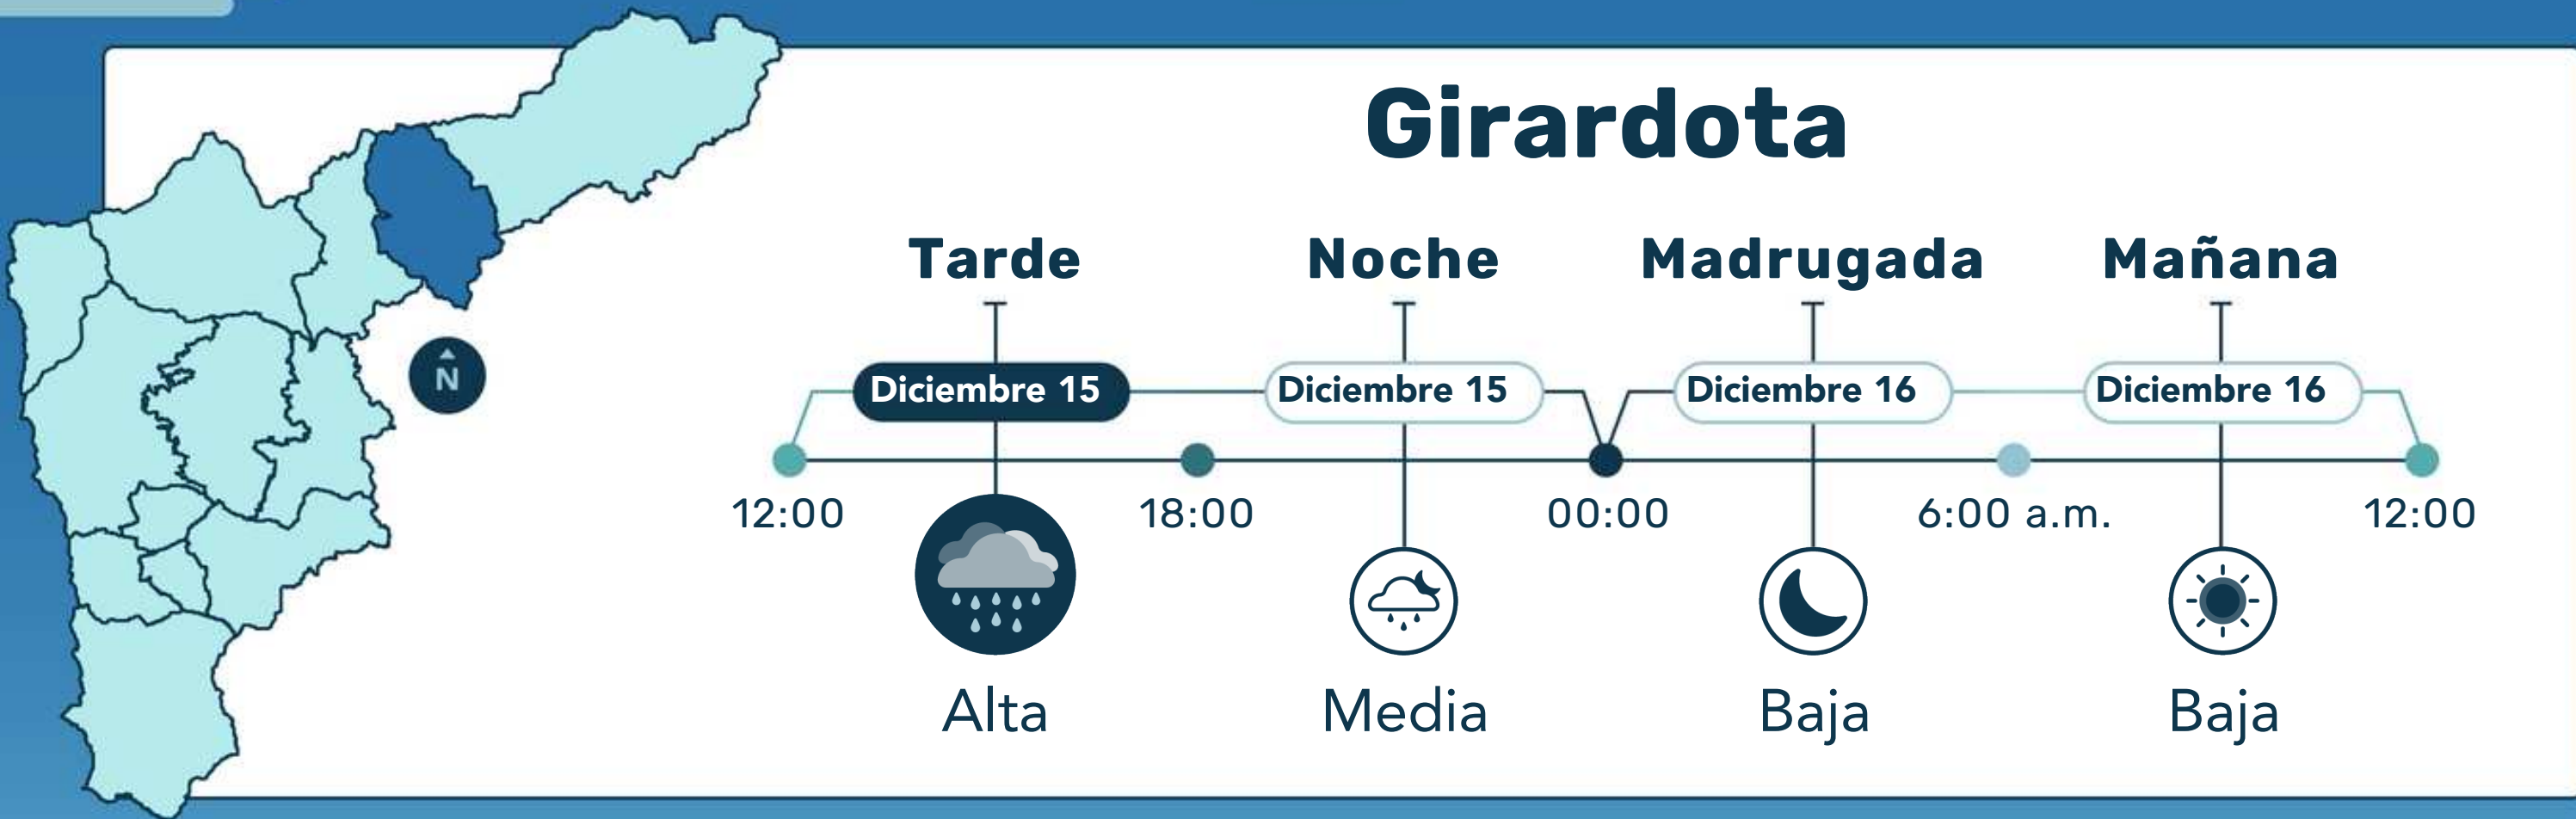 Girardota
Tarde Noche Madrugada Mañana
N
Diciembre 15 Diciembre 15 Diciembre 16 Diciembre 16
12:00 18:00 00:00 6:00 a.m. 12:00
Alta Media Baja Baja